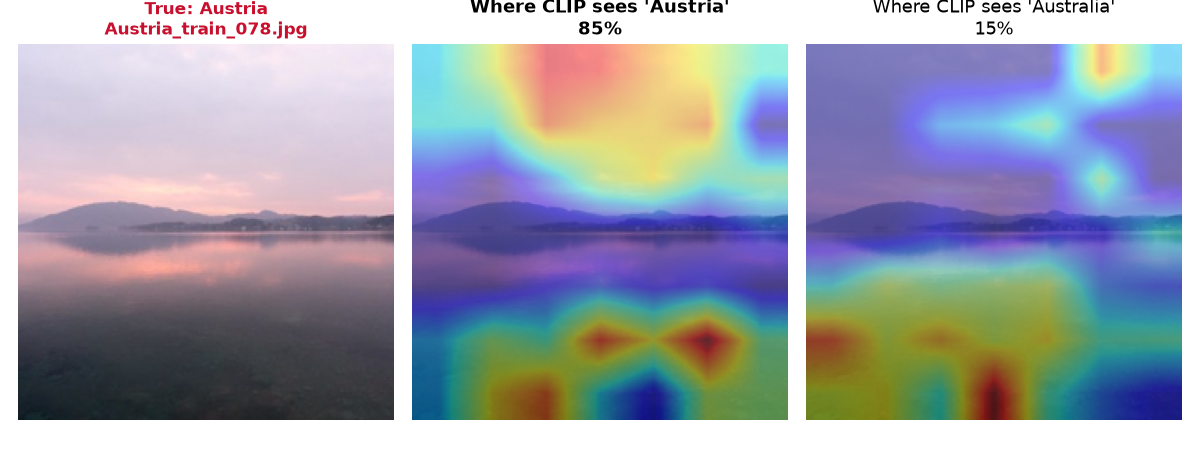 True: Austria
Austria_train_078.jpg
Where CLIP sees 'Austria'
85%
Where CLIP sees 'Australia'
15%